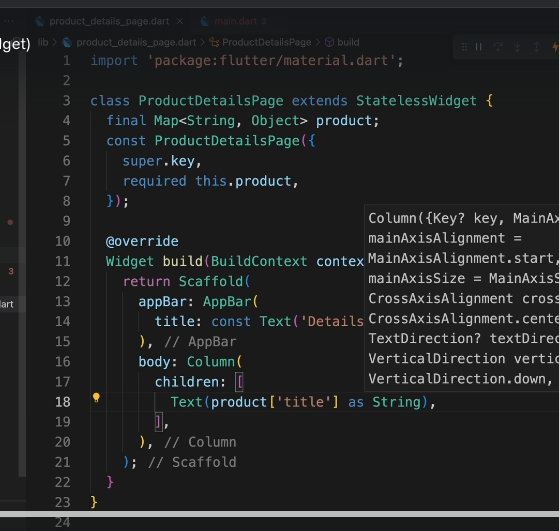 product_details_page.dart × main.dart 3
lget)
lib > product_details_page.dart > ProductDetailsPage > build
1 import 'package:flutter/material.dart';
2
3 class ProductDetailsPage extends StatelessWidget {
4 final Map<String, Object> product;
5 const ProductDetailsPage({
6 super.key,
7 required this.product,
8 });
9
10 @override
11 Widget build(BuildContext contex
12 return Scaffold(
13 appBar: AppBar(
14 title: const Text('Details
15 ), // AppBar
16 body: Column(
17 children: [
18 Text(product['title'] as String),
19 ],
20 ), // Column
21 ); // Scaffold
22 }
23 }
24
Column({Key? key, MainAx
mainAxisAlignment =
MainAxisAlignment.start,
mainAxisSize = MainAxisS
CrossAxisAlignment cross
CrossAxisAlignment.cente
TextDirection? textDirec
VerticalDirection vertic
VerticalDirection.down,
3
lart